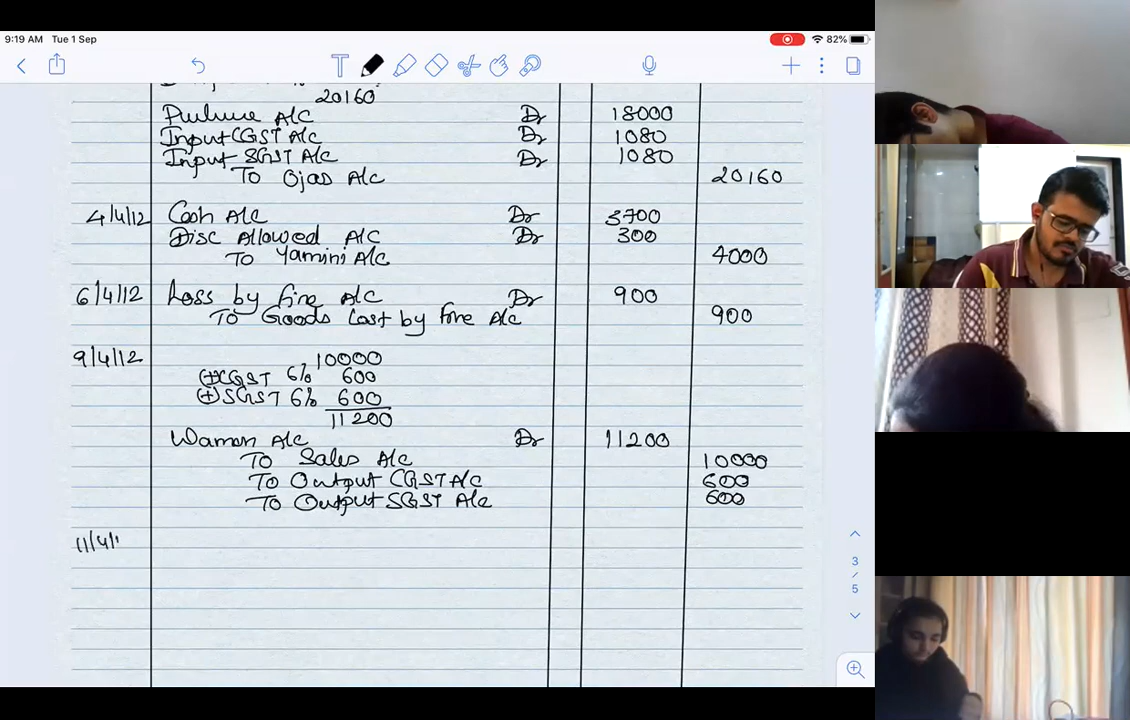 9:19 AM Tue 1 Sep 82%
20160
Purchase A/C Dr 18000
Input CGST A/C Dr 1080
Input SGST A/C Dr 1080
To Ojas A/C 20160
4/4/12 Cash A/C Dr 3700
Disc Allowed A/C Dr 300
To Yamini A/C 4000
6/4/12 Loss by fire A/C Dr 900
To Goods Lost by fire A/C 900
9/4/12 10000
(+) CGST 6% 600
(+) SGST 6% 600
11200
Waman A/C Dr 11200
To Sales A/C 10000
To Output CGST A/C 600
To Output SGST A/C 600
11/4/1
3
/
5